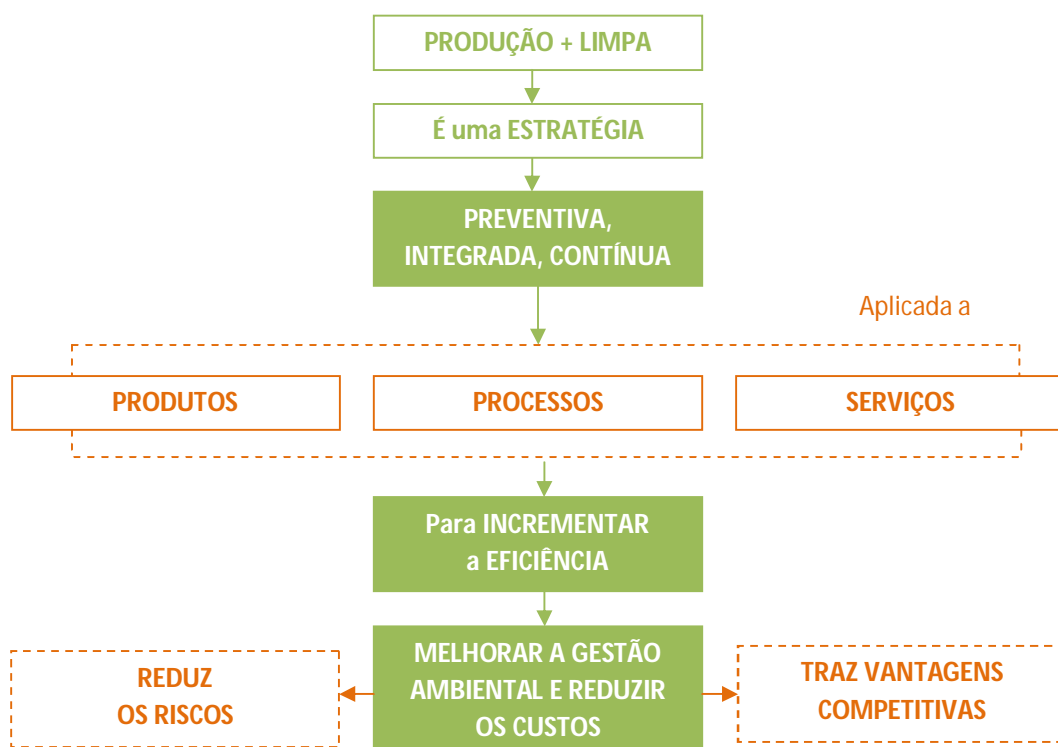 PRODUÇÃO + LIMPA
É uma ESTRATÉGIA
PREVENTIVA,
INTEGRADA, CONTÍNUA
Aplicada a
PRODUTOS
PROCESSOS
SERVIÇOS
Para INCREMENTAR
a EFICIÊNCIA
REDUZ
OS RISCOS
MELHORAR A GESTÃO
AMBIENTAL E REDUZIR
OS CUSTOS
TRAZ VANTAGENS
COMPETITIVAS